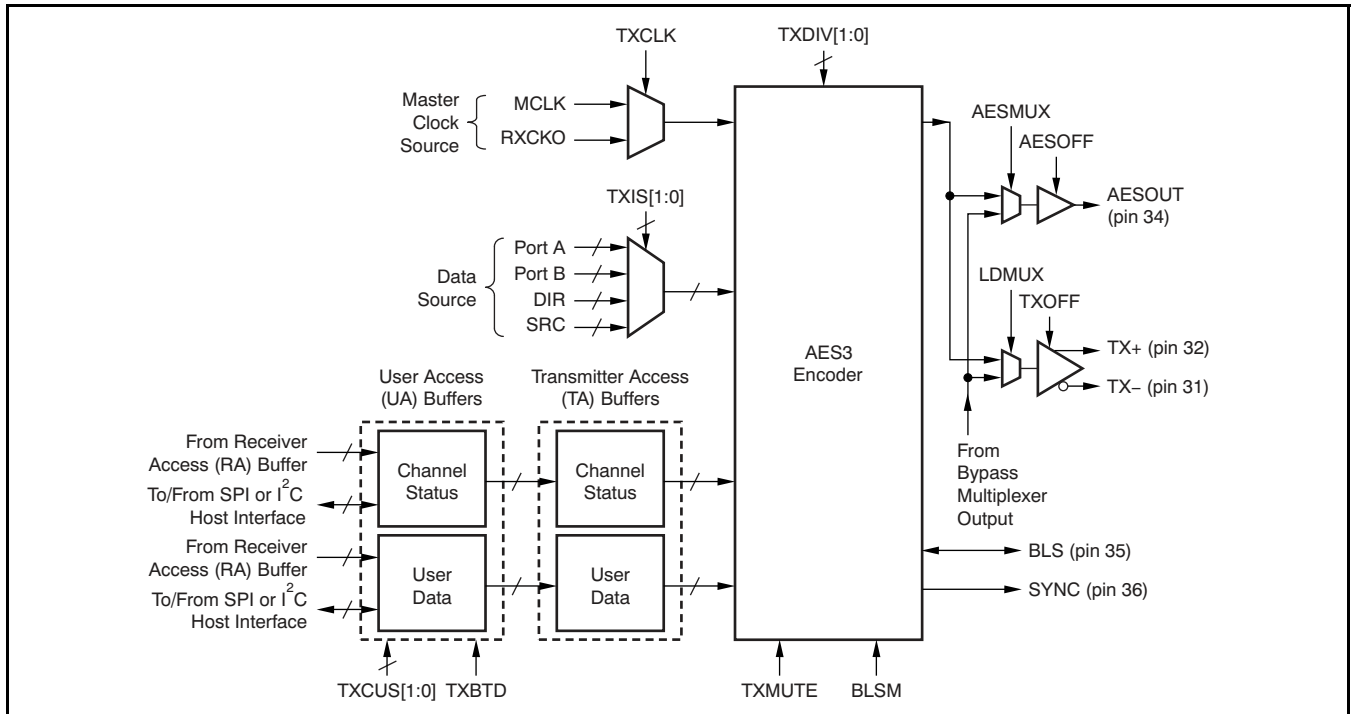 TXCLK
TXDIV[1:0]
Master
Clock
Source
MCLK
RXCKO
AESMUX
AESOFF
AESOUT
(pin 34)
TXIS[1:0]
Data
Source
Port A
Port B
DIR
SRC
AES3
Encoder
LDMUX
TXOFF
TX+ (pin 32)
TX− (pin 31)
From
Bypass
Multiplexer
Output
User Access
(UA) Buffers
Transmitter Access
(TA) Buffers
From Receiver
Access (RA) Buffer
To/From SPI or I²C
Host Interface
From Receiver
Access (RA) Buffer
To/From SPI or I²C
Host Interface
Channel
Status
Channel
Status
User
Data
User
Data
BLS (pin 35)
SYNC (pin 36)
TXCUS[1:0]
TXBTD
TXMUTE
BLSM